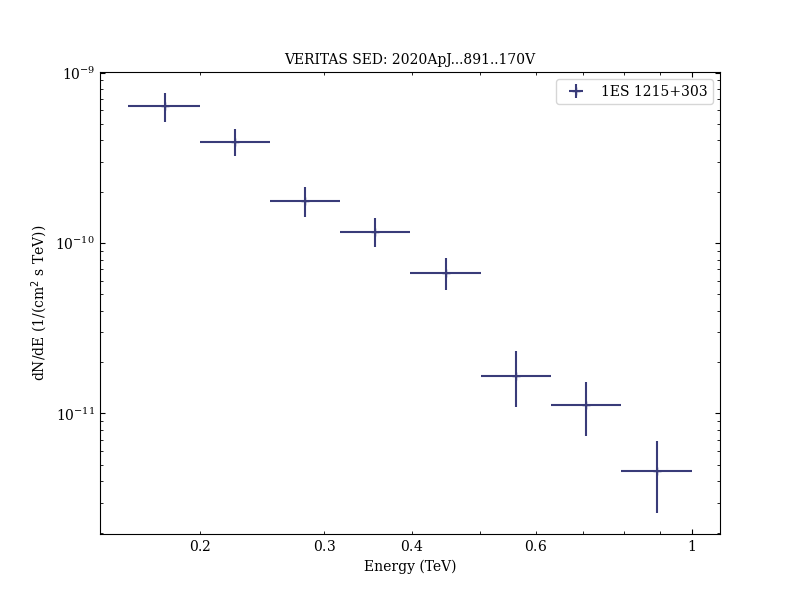 VERITAS SED: 2020ApJ...891..170V
1ES 1215+303
10⁻⁹
10⁻¹⁰
10⁻¹¹
dN/dE (1/(cm² s TeV))
0.2 0.3 0.4 0.6 1
Energy (TeV)